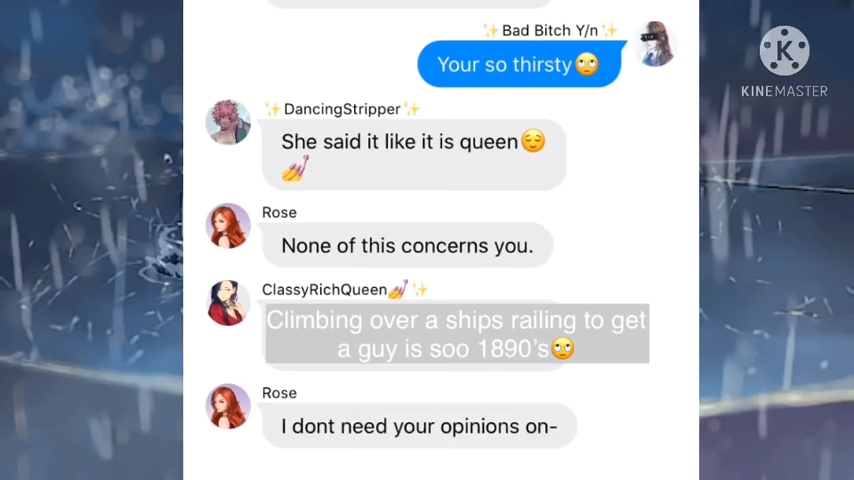 ✨Bad Bitch Y/n✨
Your so thirsty🙄
KINEMASTER
✨DancingStripper✨
She said it like it is queen😌
💅
Rose
None of this concerns you.
ClassyRichQueen💅✨
Climbing over a ships railing to get
a guy is soo 1890's🙄
Rose
I dont need your opinions on-